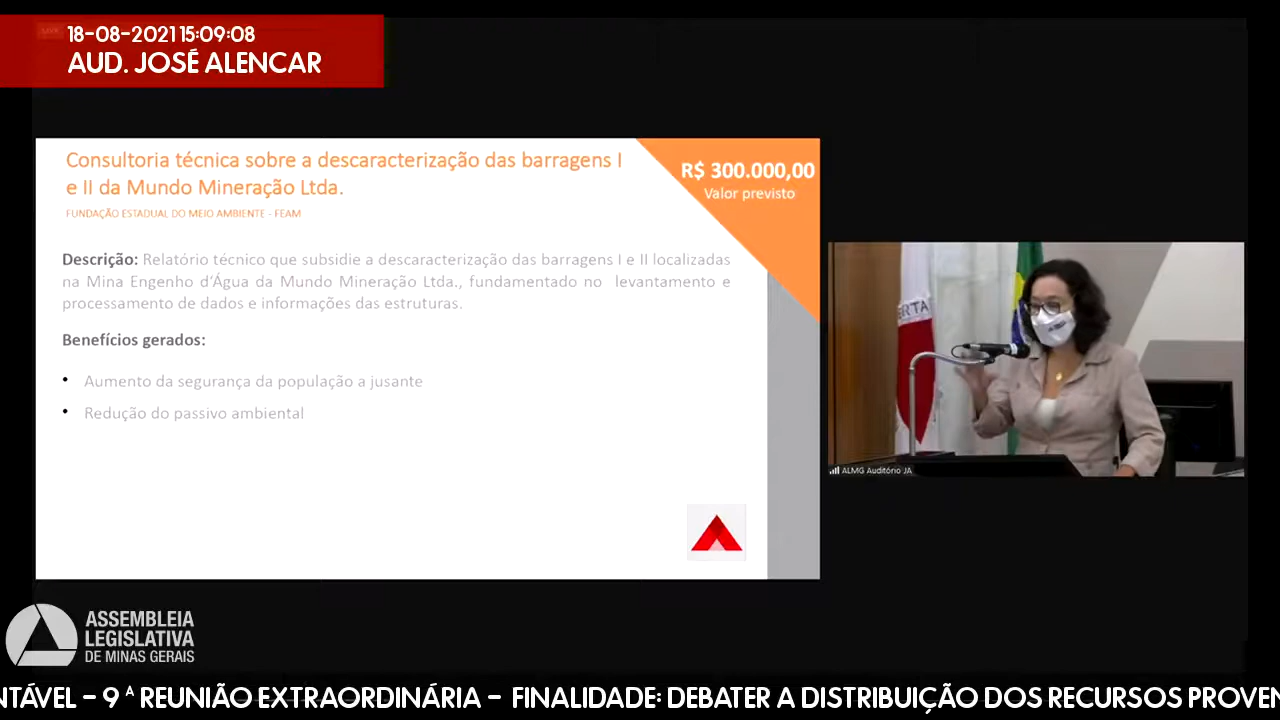 18-08-2021 15:09:08
AUD. JOSÉ ALENCAR
Consultoria técnica sobre a descaracterização das barragens I
e II da Mundo Mineração Ltda.
FUNDAÇÃO ESTADUAL DO MEIO AMBIENTE - FEAM
R$ 300.000,00
Valor previsto
Descrição: Relatório técnico que subsidie a descaracterização das barragens I e II localizadas
na Mina Engenho d’Água da Mundo Mineração Ltda., fundamentado no levantamento e
processamento de dados e informações das estruturas.
Benefícios gerados:
• Aumento da segurança da população a jusante
• Redução do passivo ambiental
ERTA
ALMG Auditório JA
ASSEMBLEIA
LEGISLATIVA
DE MINAS GERAIS
NTÁVEL - 9 ª REUNIÃO EXTRAORDINÁRIA - FINALIDADE: DEBATER A DISTRIBUIÇÃO DOS RECURSOS PROVEN